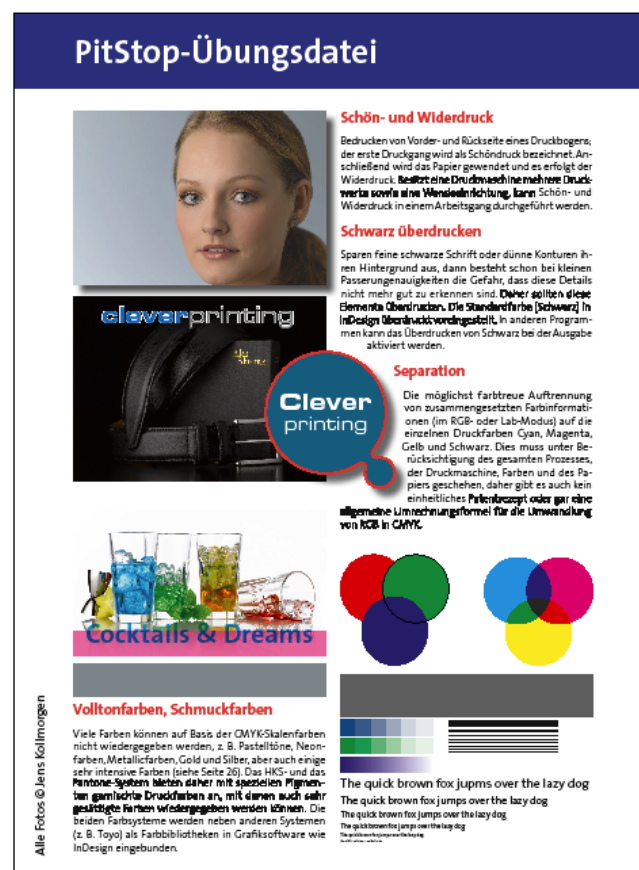 PitStop-Übungsdatei
Schön- und Widerdruck
Bedrucken von Vorder- und Rückseite eines Druckbogens;
der erste Druckgang wird als Schöndruck bezeichnet. An-
schließend wird das Papier gewendet und es erfolgt der
Widerdruck. Besitzt eine Druckmaschine mehrere Druck-
werke sowie eine Wendeeinrichtung, kann Schön- und
Widerdruck in einem Arbeitsgang durchgeführt werden.
Schwarz überdrucken
Sparen feine schwarze Schrift oder dünne Konturen ih-
ren Hintergrund aus, dann besteht schon bei kleinen
Passerungenauigkeiten die Gefahr, dass diese Details
nicht mehr gut zu erkennen sind. Daher sollten diese
Elemente überdrucken. Die Standardfarbe [Schwarz] in
InDesign überdruckt voreingestellt. In anderen Program-
men kann das Überdrucken von Schwarz bei der Ausgabe
aktiviert werden.
cleverprinting
Clever
printing
Separation
Die möglichst farbtreue Auftrennung
von zusammengesetzten Farbinformati-
onen (im RGB- oder Lab-Modus) auf die
einzelnen Druckfarben Cyan, Magenta,
Gelb und Schwarz. Dies muss unter Be-
rücksichtigung des gesamten Prozesses,
der Druckmaschine, Farben und des Pa-
piers geschehen, daher gibt es auch kein
einheitliches Patentrezept oder gar eine
allgemeine Umrechnungsformel für die Umwandlung
von RGB in CMYK.
Cocktails & Dreams
Volltonfarben, Schmuckfarben
Viele Farben können auf Basis der CMYK-Skalenfarben
nicht wiedergegeben werden, z. B. Pastelltöne, Neon-
farben, Metallicfarben, Gold und Silber, aber auch einige
sehr intensive Farben (siehe Seite 26). Das HKS- und das
Pantone-System bieten daher mit speziellen Pigmen-
ten gemischte Druckfarben an, mit denen auch sehr
gesättigte Farben wiedergegeben werden können. Die
beiden Farbsysteme werden neben anderen Systemen
(z. B. Toyo) als Farbbibliotheken in Grafiksoftware wie
InDesign eingebunden.
Alle Fotos © Jens Kollmorgen
The quick brown fox jupms over the lazy dog
The quick brown fox jumps over the lazy dog
The quick brown fox jumps over the lazy dog
The quick brown fox jumps over the lazy dog
The quick brown fox jumps over the lazy dog